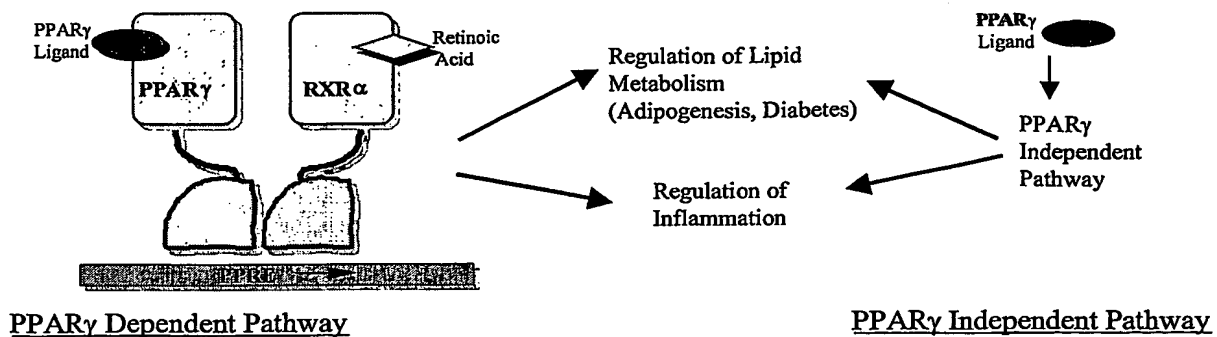 PPARγ
Ligand
PPARγ
RXRα
Retinoic
Acid
Regulation of Lipid
Metabolism
(Adipogenesis, Diabetes)
Regulation of
Inflammation
PPARγ
Ligand
PPARγ
Independent
Pathway
PPRE
PPARγ Dependent Pathway
PPARγ Independent Pathway